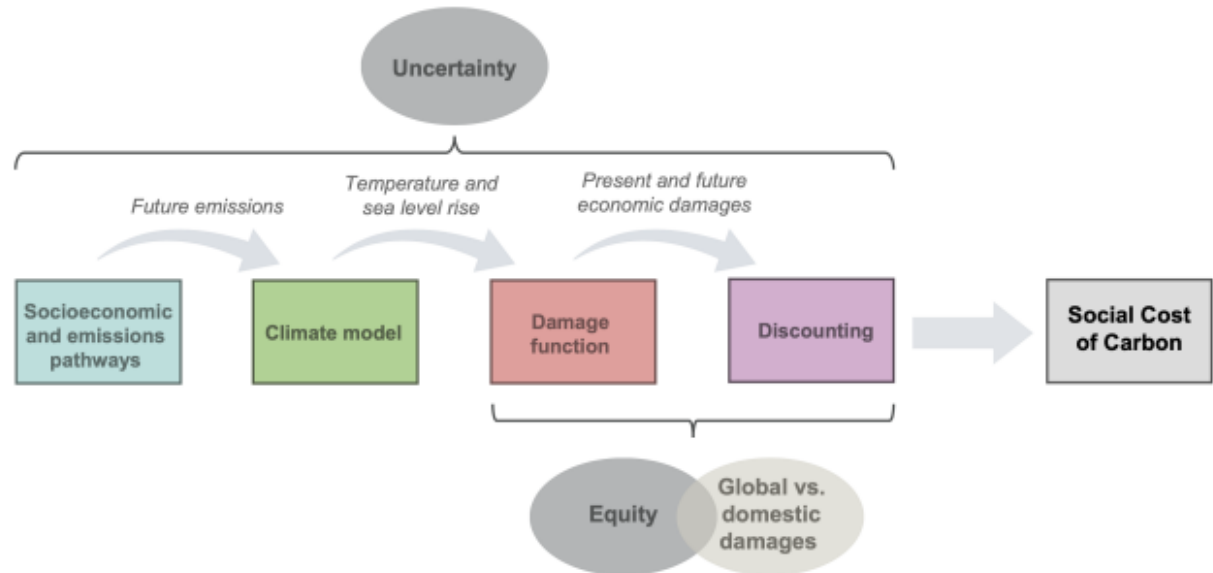 Uncertainty
Future emissions
Temperature and
sea level rise
Present and future
economic damages
Socioeconomic
and emissions
pathways
Climate model
Damage
function
Discounting
Social Cost
of Carbon
Equity
Global vs.
domestic
damages